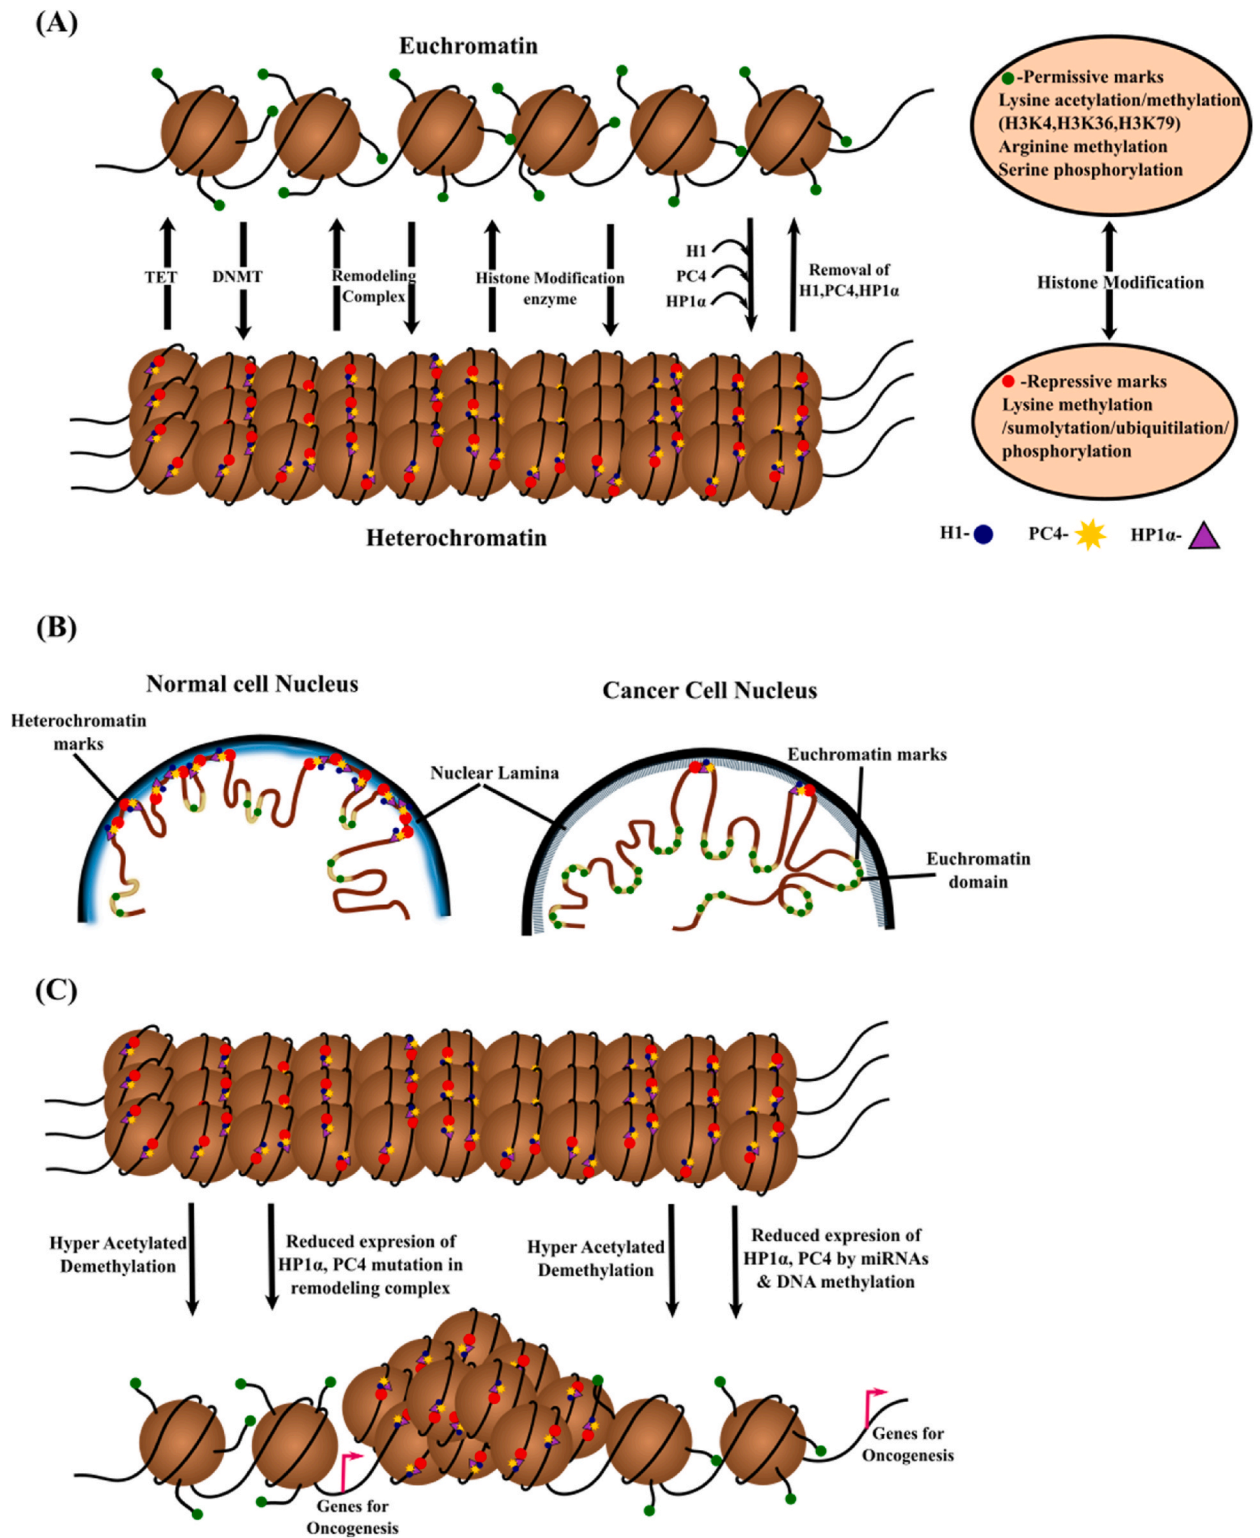 (A)
Euchromatin
-Permissive marks
Lysine acetylation/methylation
(H3K4,H3K36,H3K79)
Arginine methylation
Serine phosphorylation
TET
DNMT
Remodeling
Complex
Histone Modification
enzyme
H1
PC4
HP1α
Removal of
H1,PC4,HP1α
Histone Modification
-Repressive marks
Lysine methylation
/sumolytation/ubiquitilation/
phosphorylation
Heterochromatin
H1-
PC4-
HP1α-
(B)
Normal cell Nucleus
Cancer Cell Nucleus
Heterochromatin
marks
Nuclear Lamina
Euchromatin marks
Euchromatin
domain
(C)
Hyper Acetylated
Demethylation
Reduced expresion of
HP1α, PC4 mutation in
remodeling complex
Hyper Acetylated
Demethylation
Reduced expresion of
HP1α, PC4 by miRNAs
& DNA methylation
Genes for
Oncogenesis
Genes for
Oncogenesis